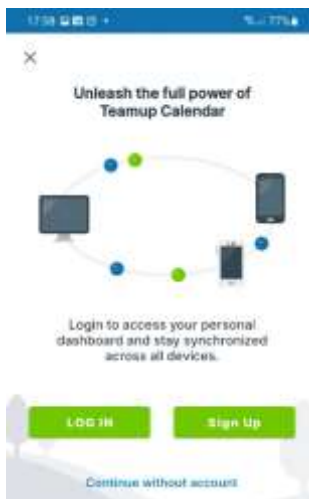 17:59
77%
Unleash the full power of
Teamup Calendar
Login to access your personal
dashboard and stay synchronized
across all devices.
LOG IN
Sign Up
Continue without account